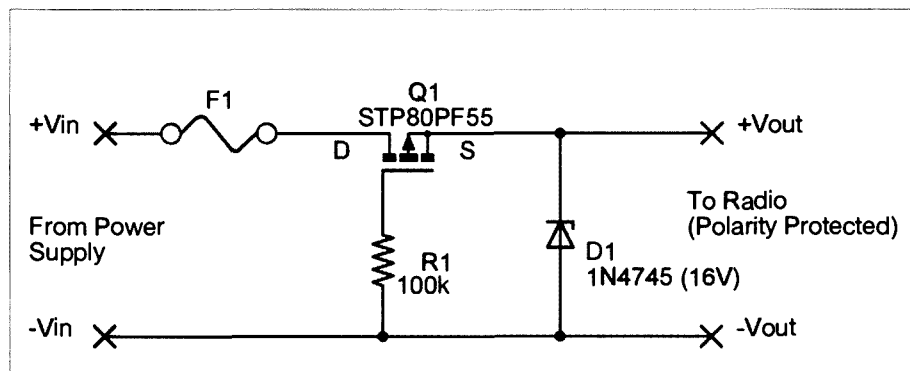 F1
Q1
STP80PF55
+Vin
D
S
+Vout
From Power
Supply
To Radio
(Polarity Protected)
R1
100k
D1
1N4745 (16V)
-Vin
-Vout